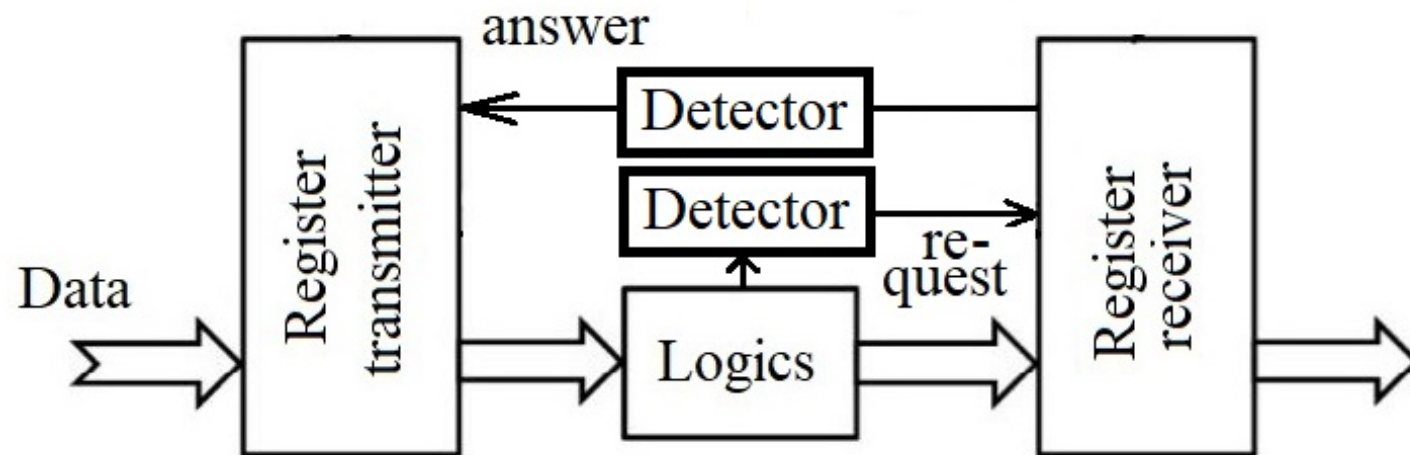 answer
Detector
Detector
re-
quest
Data
Register
transmitter
Logics
Register
receiver